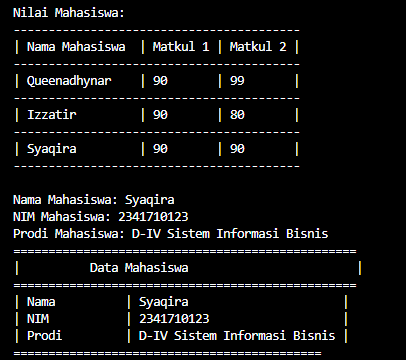 Nilai Mahasiswa:
-----------------------------------------
| Nama Mahasiswa  | Matkul 1 | Matkul 2 |
-----------------------------------------
| Queenadhynar    | 90       | 99       |
-----------------------------------------
| Izzatir         | 90       | 80       |
-----------------------------------------
| Syaqira         | 90       | 90       |
-----------------------------------------
Nama Mahasiswa: Syaqira
NIM Mahasiswa: 2341710123
Prodi Mahasiswa: D-IV Sistem Informasi Bisnis
=================================================
|          Data Mahasiswa                        |
=================================================
| Nama          | Syaqira                      |
| NIM           | 2341710123                   |
| Prodi         | D-IV Sistem Informasi Bisnis |
============================================